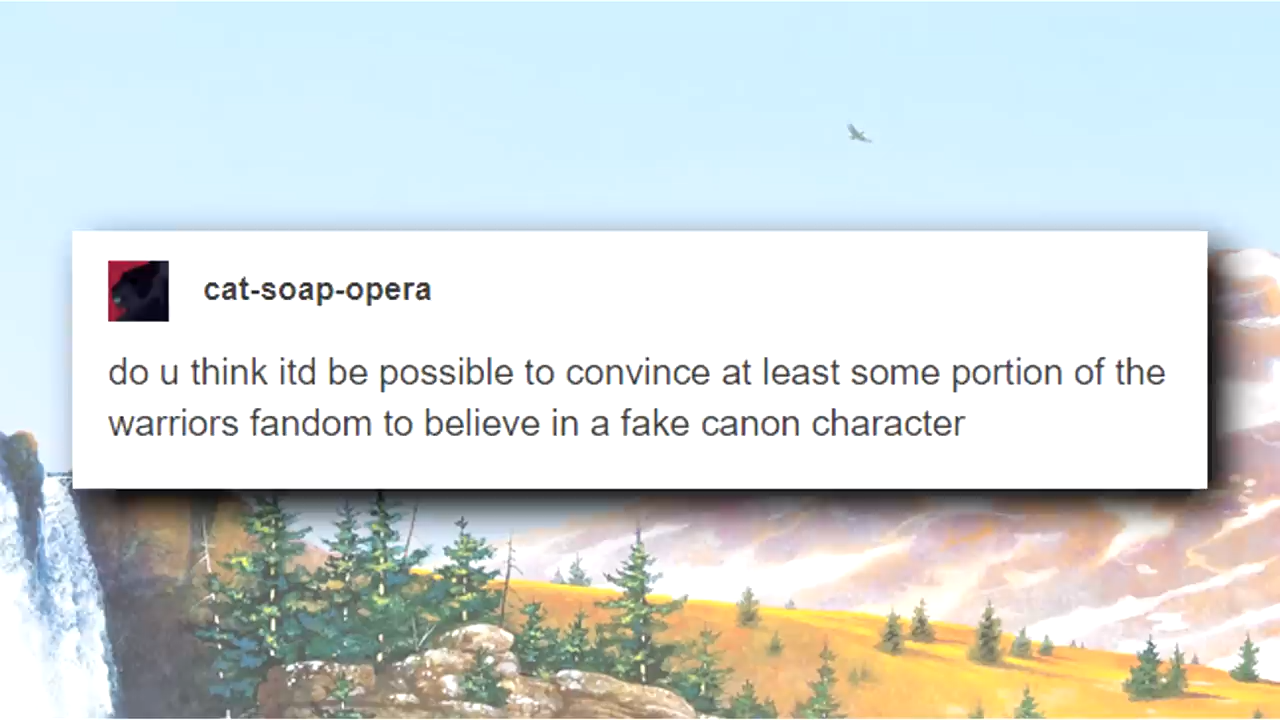 cat-soap-opera
do u think itd be possible to convince at least some portion of the
warriors fandom to believe in a fake canon character